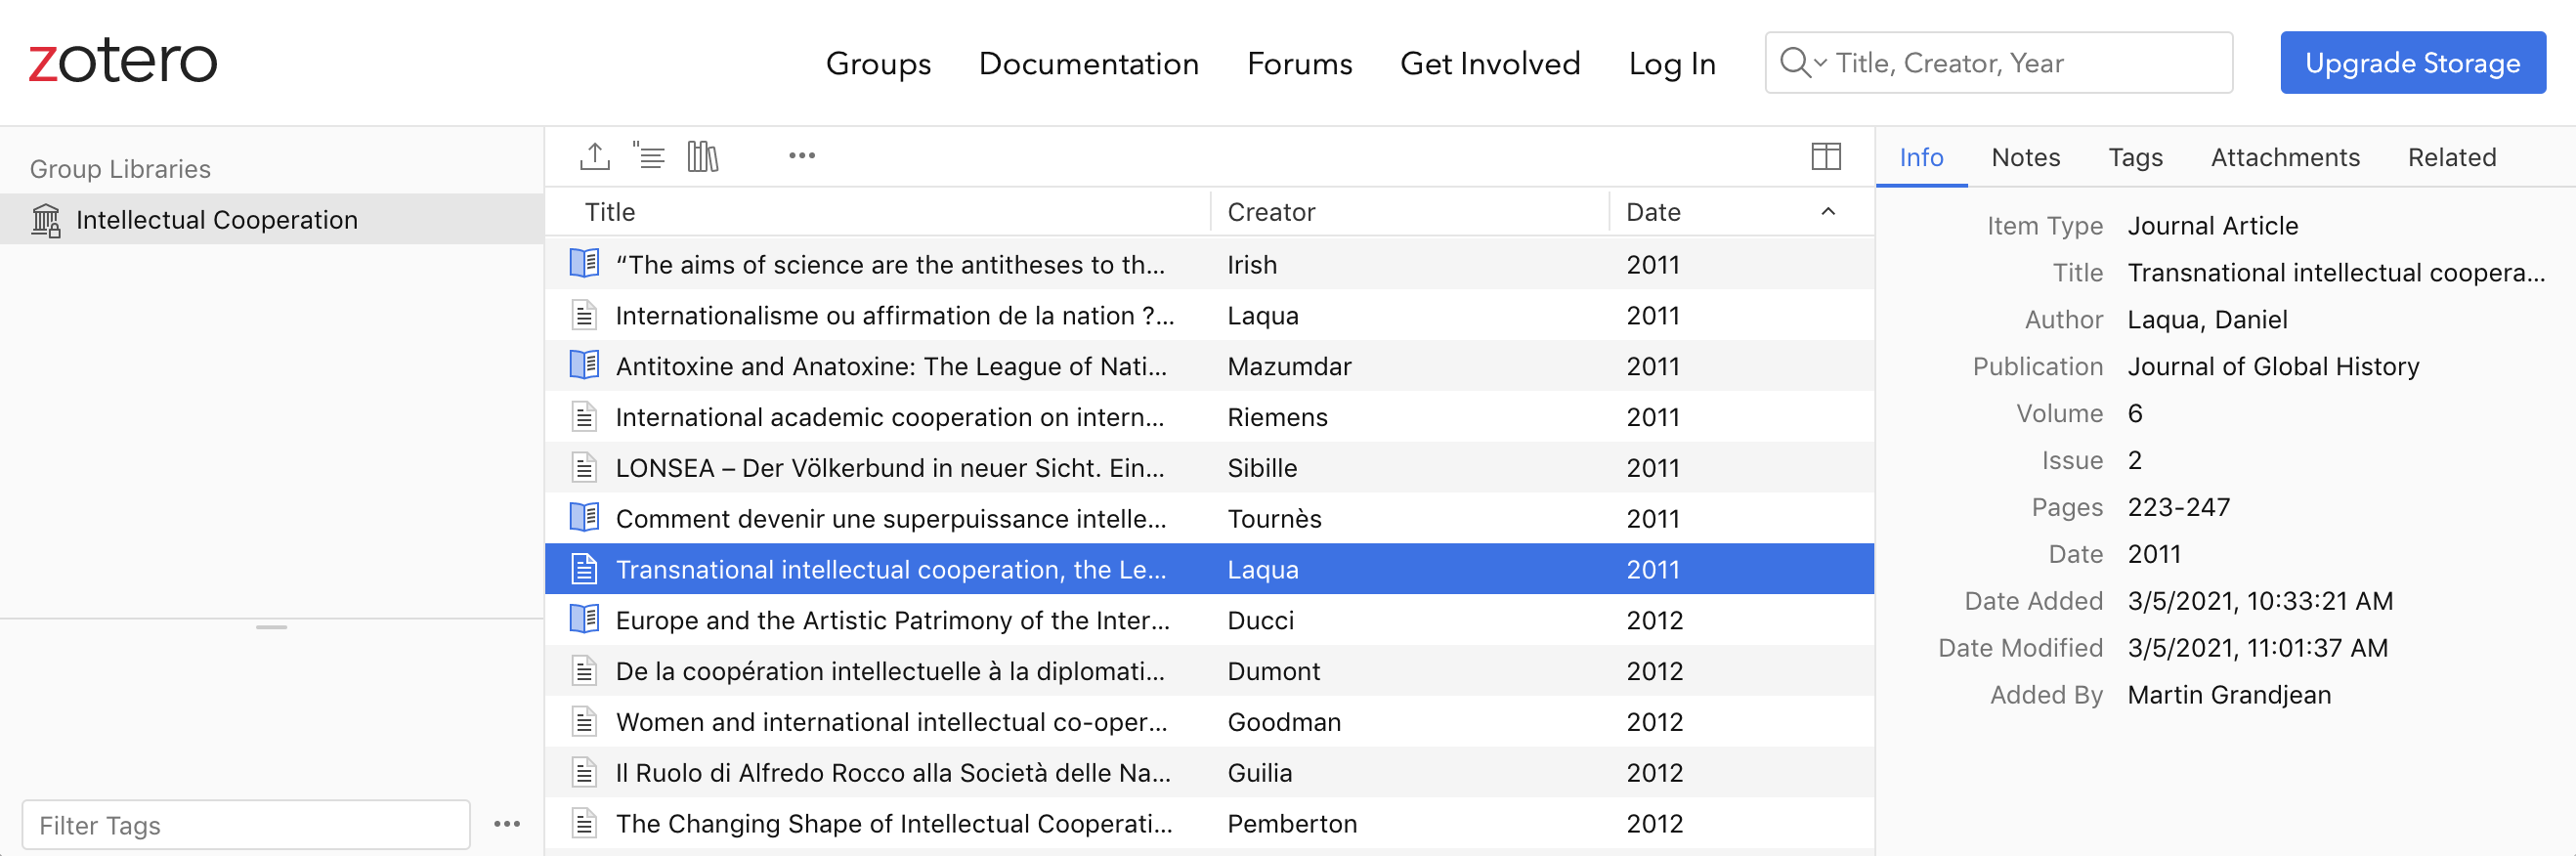 zotero
Groups Documentation Forums Get Involved Log In Title, Creator, Year Upgrade Storage
Group Libraries
Intellectual Cooperation
Filter Tags
Title Creator Date
“The aims of science are the antitheses to th... Irish 2011
Internationalisme ou affirmation de la nation ?... Laqua 2011
Antitoxine and Anatoxine: The League of Nati... Mazumdar 2011
International academic cooperation on intern... Riemens 2011
LONSEA – Der Völkerbund in neuer Sicht. Ein... Sibille 2011
Comment devenir une superpuissance intelle... Tournès 2011
Transnational intellectual cooperation, the Le... Laqua 2011
Europe and the Artistic Patrimony of the Inter... Ducci 2012
De la coopération intellectuelle à la diplomati... Dumont 2012
Women and international intellectual co-oper... Goodman 2012
Il Ruolo di Alfredo Rocco alla Società delle Na... Guilia 2012
The Changing Shape of Intellectual Cooperati... Pemberton 2012
Info Notes Tags Attachments Related
Item Type Journal Article
Title Transnational intellectual coopera...
Author Laqua, Daniel
Publication Journal of Global History
Volume 6
Issue 2
Pages 223-247
Date 2011
Date Added 3/5/2021, 10:33:21 AM
Date Modified 3/5/2021, 11:01:37 AM
Added By Martin Grandjean